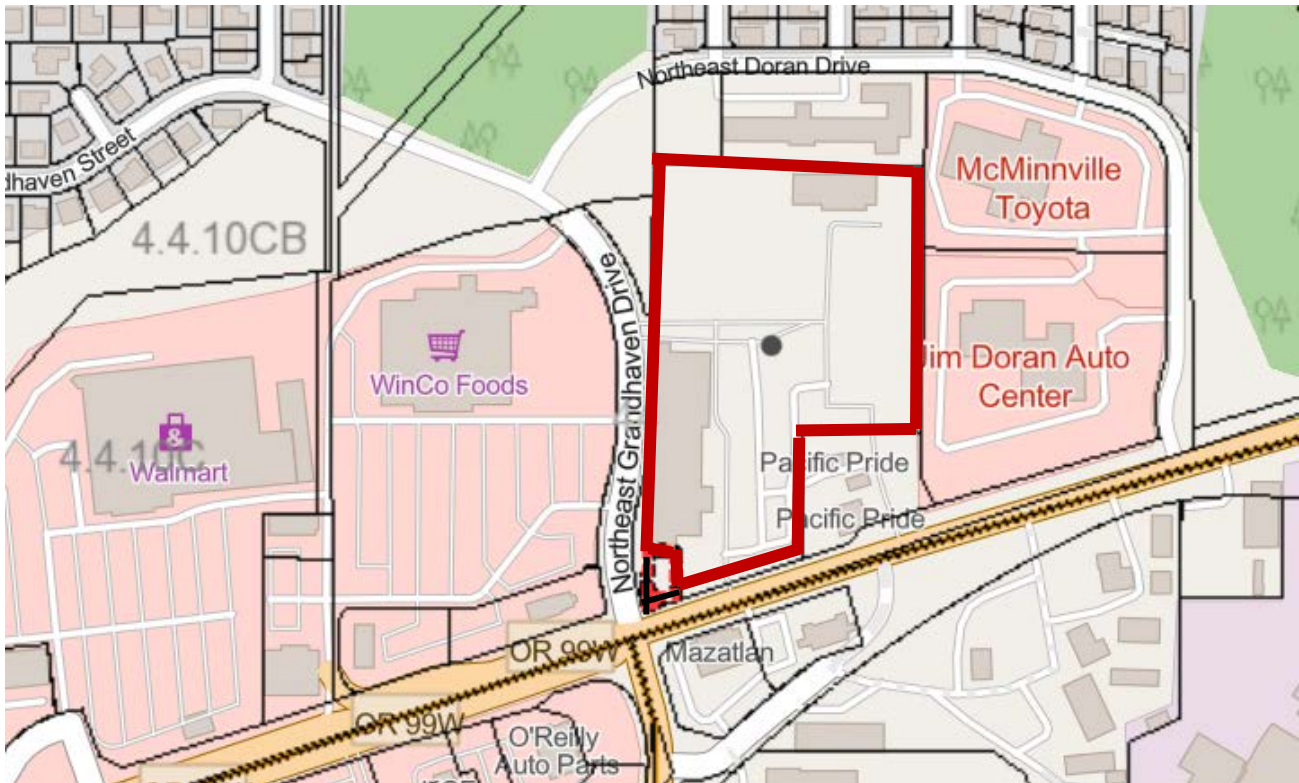 Northeast Doran Drive
dhaven Street
McMinnville
Toyota
4.4.10CB
Northeast Grandhaven Drive
&
WinCo Foods
Jim Doran Auto
Center
4.4.10C
Walmart
Pacific Pride
Pacific Pride
OR 99W
Mazatlan
OR 99W
O'Reilly
Auto Parts